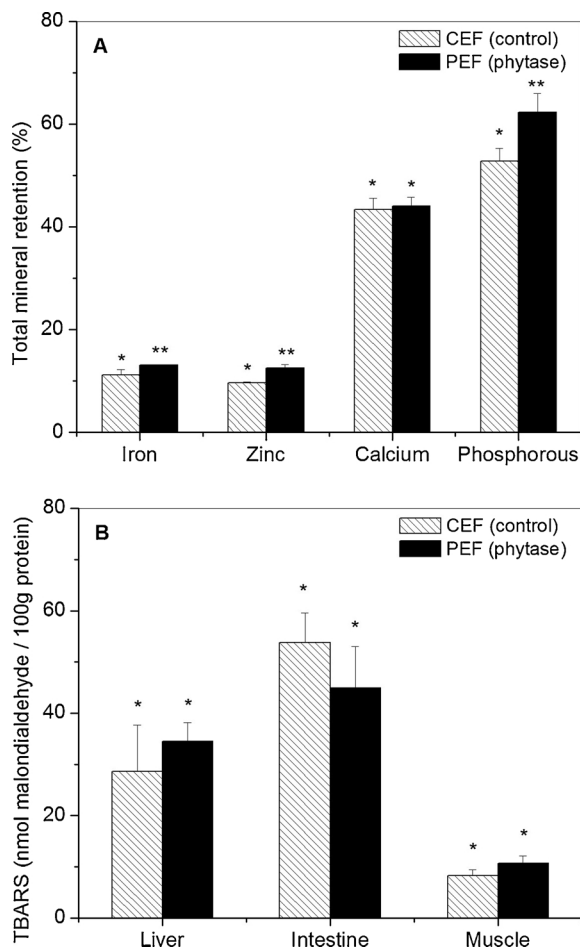 A
CEF (control)
PEF (phytase)
Total mineral retention (%)
80
60
40
20
0
* ** * ** * * * **
Iron Zinc Calcium Phosphorous
B
CEF (control)
PEF (phytase)
TBARS (nmol malondialdehyde / 100g protein)
80
60
40
20
0
* * * * * *
Liver Intestine Muscle